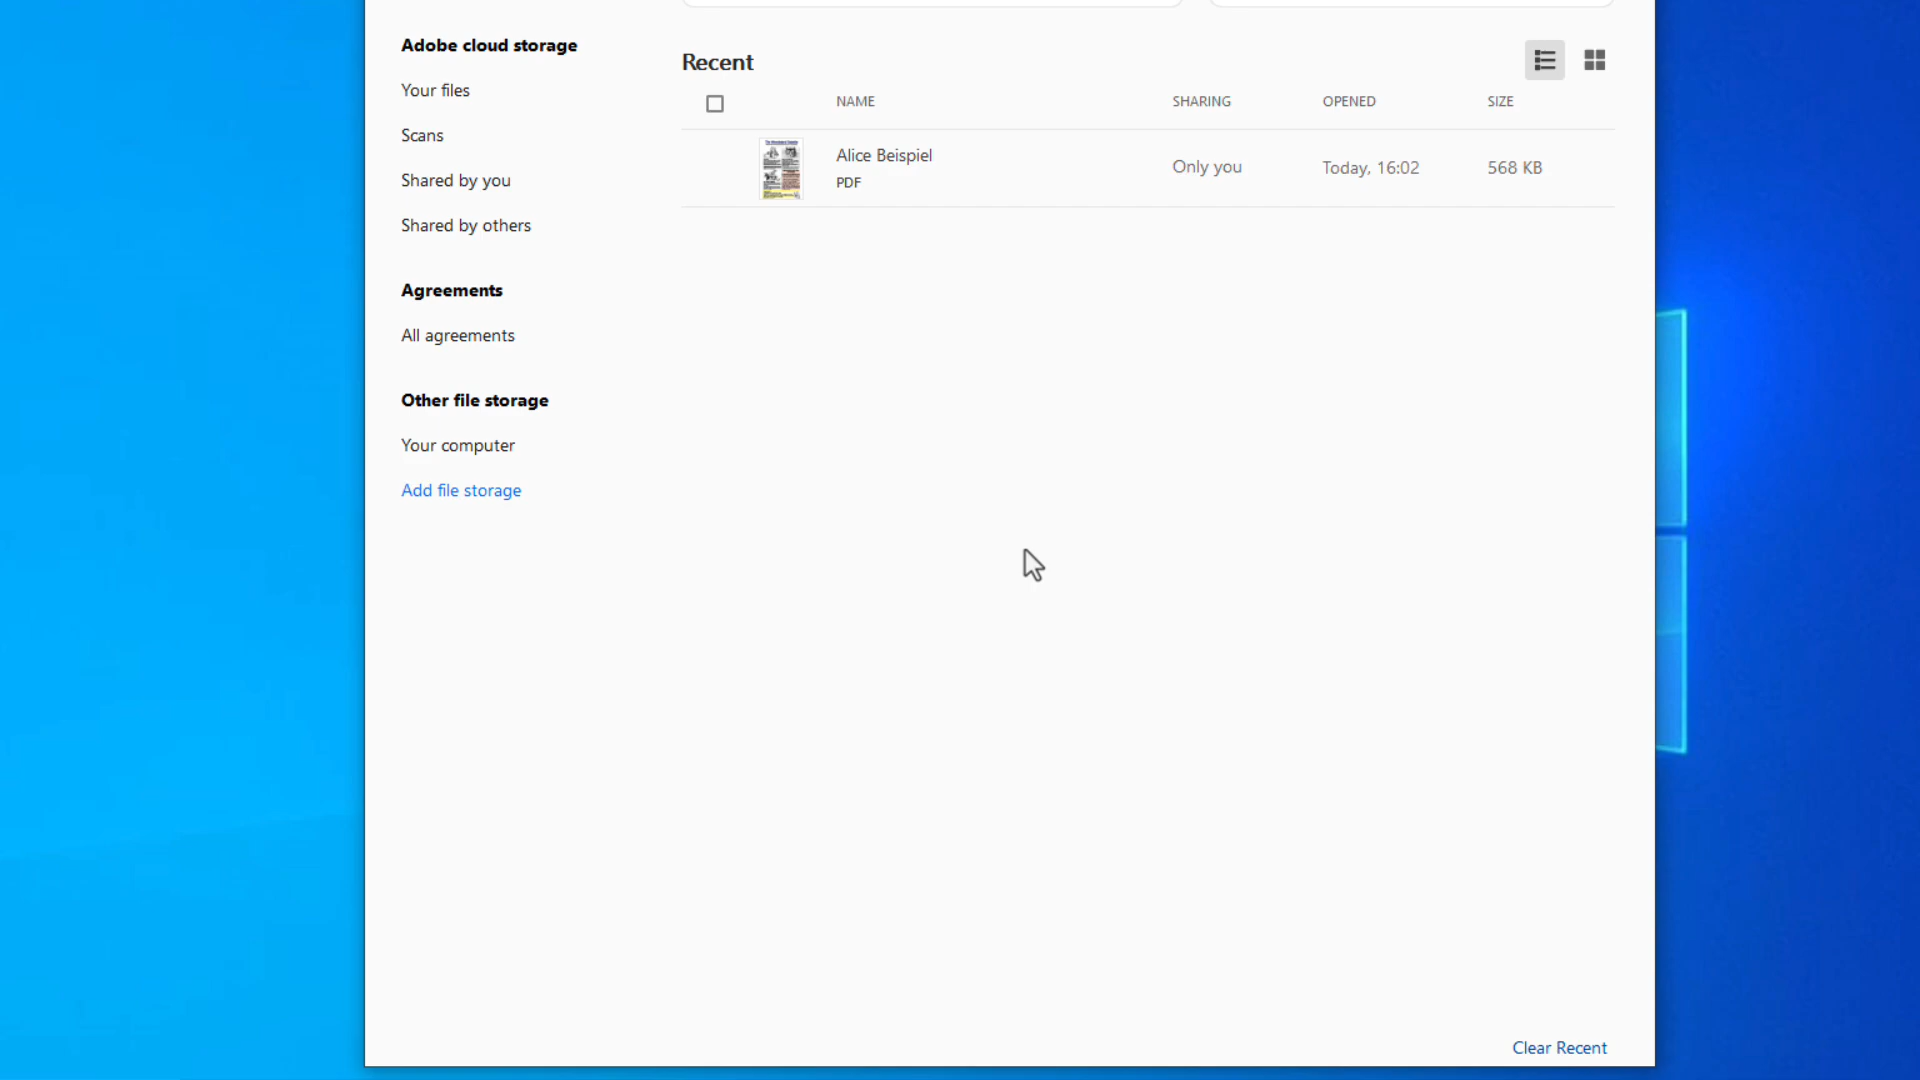 Adobe cloud storage
Your files
Scans
Shared by you
Shared by others
Agreements
All agreements
Other file storage
Your computer
Add file storage
Recent
NAME SHARING OPENED SIZE
Alice Beispiel
PDF
Only you
Today, 16:02
568 KB
Clear Recent